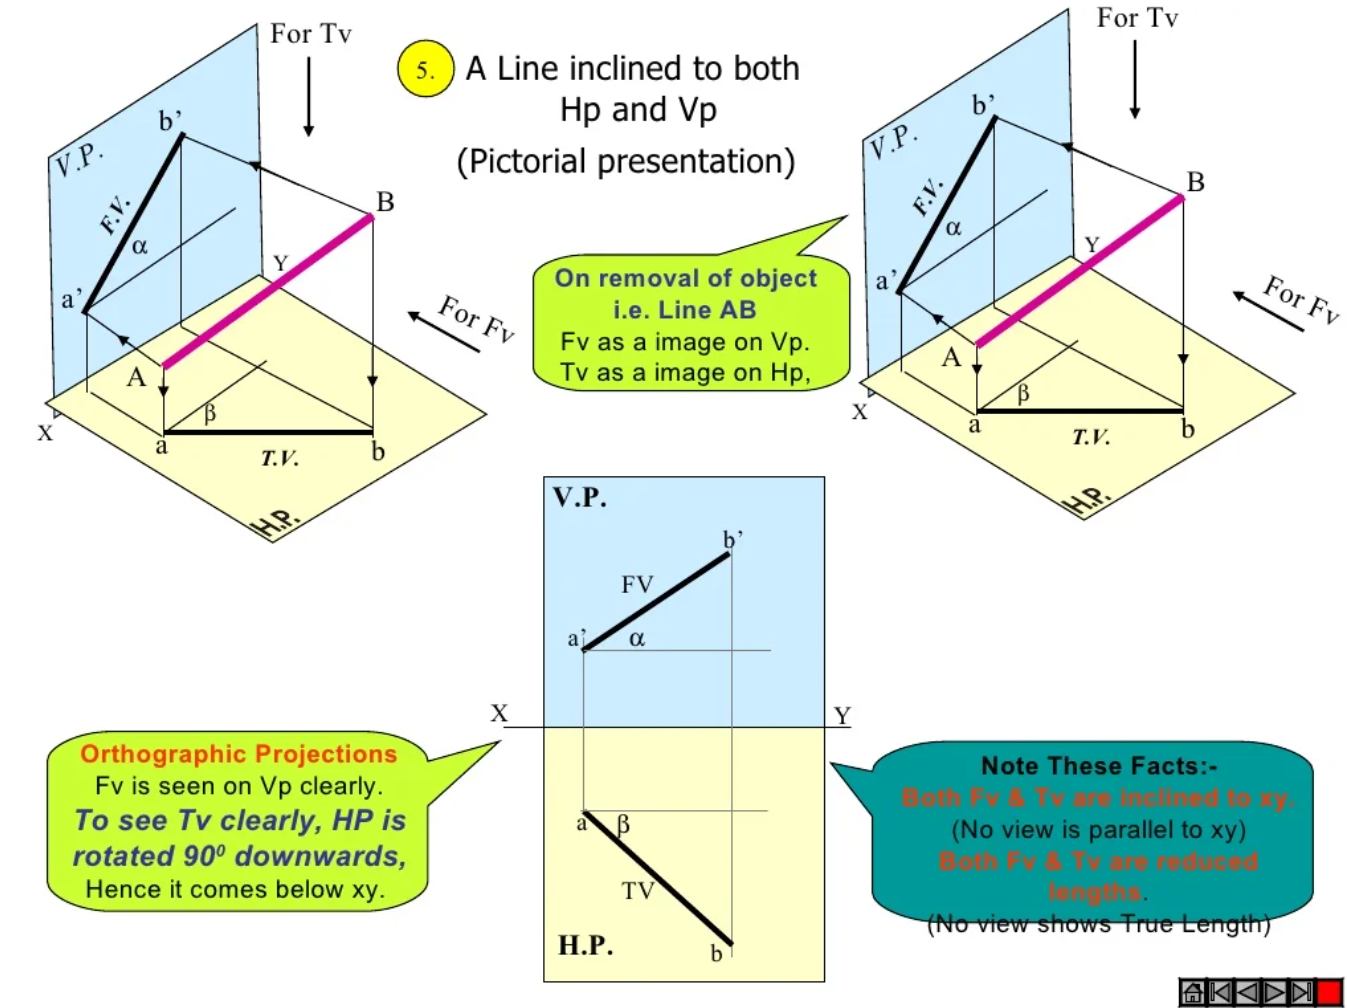 For Tv
5.
A Line inclined to both
Hp and Vp
(Pictorial presentation)
V.P.
b’
F.V.
α
a’
Y
B
For Fv
A
X
β
a
b
T.V.
H.P.
For Tv
V.P.
b’
F.V.
α
a’
Y
B
For Fv
A
X
β
a
b
T.V.
H.P.
On removal of object
i.e. Line AB
Fv as a image on Vp.
Tv as a image on Hp,
V.P.
b’
FV
a’
α
X
Y
a
β
TV
b
H.P.
Orthographic Projections
Fv is seen on Vp clearly.
To see Tv clearly, HP is
rotated 90⁰ downwards,
Hence it comes below xy.
Note These Facts:-
Both Fv & Tv are inclined to xy.
(No view is parallel to xy)
Both Fv & Tv are reduced
lengths.
(No view shows True Length)